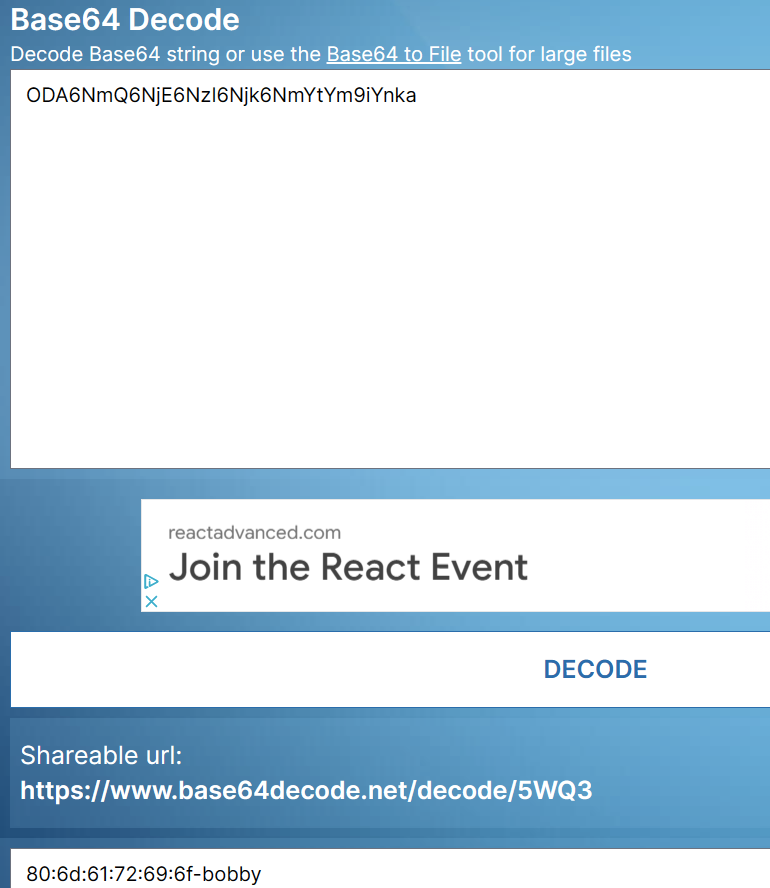 Base64 Decode
Decode Base64 string or use the Base64 to File tool for large files
ODA6NmQ6NjE6NzI6Njk6NmYtYm9iYnka
reactadvanced.com
Join the React Event
DECODE
Shareable url:
https://www.base64decode.net/decode/5WQ3
80:6d:61:72:69:6f-bobby